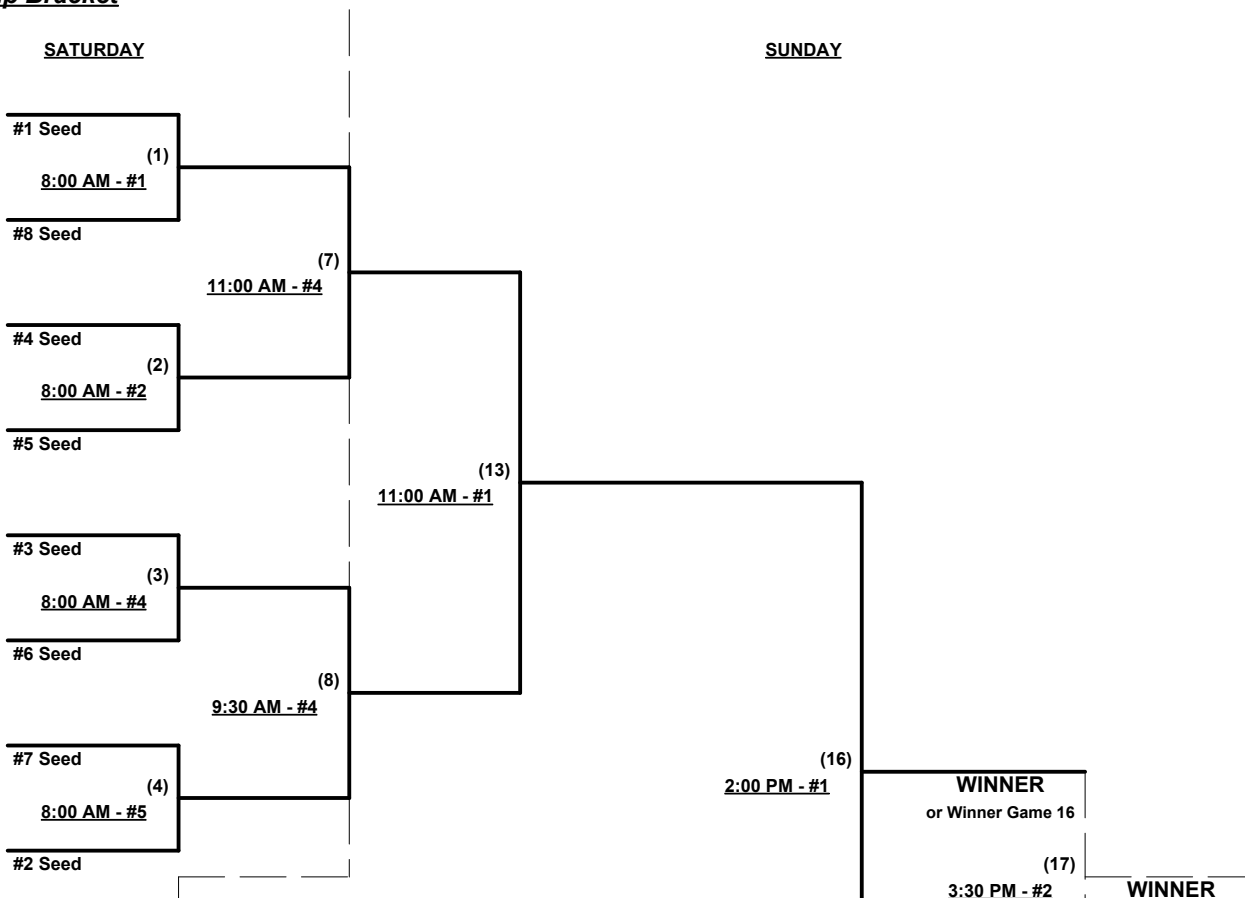 SATURDAY
SUNDAY
#1 Seed
(1)
8:00 AM - #1
#8 Seed
(7)
11:00 AM - #4
#4 Seed
(2)
8:00 AM - #2
#5 Seed
(13)
11:00 AM - #1
#3 Seed
(3)
8:00 AM - #4
#6 Seed
(8)
9:30 AM - #4
#7 Seed
(4)
8:00 AM - #5
#2 Seed
(16)
2:00 PM - #1
WINNER
or Winner Game 16
(17)
3:30 PM - #2
WINNER